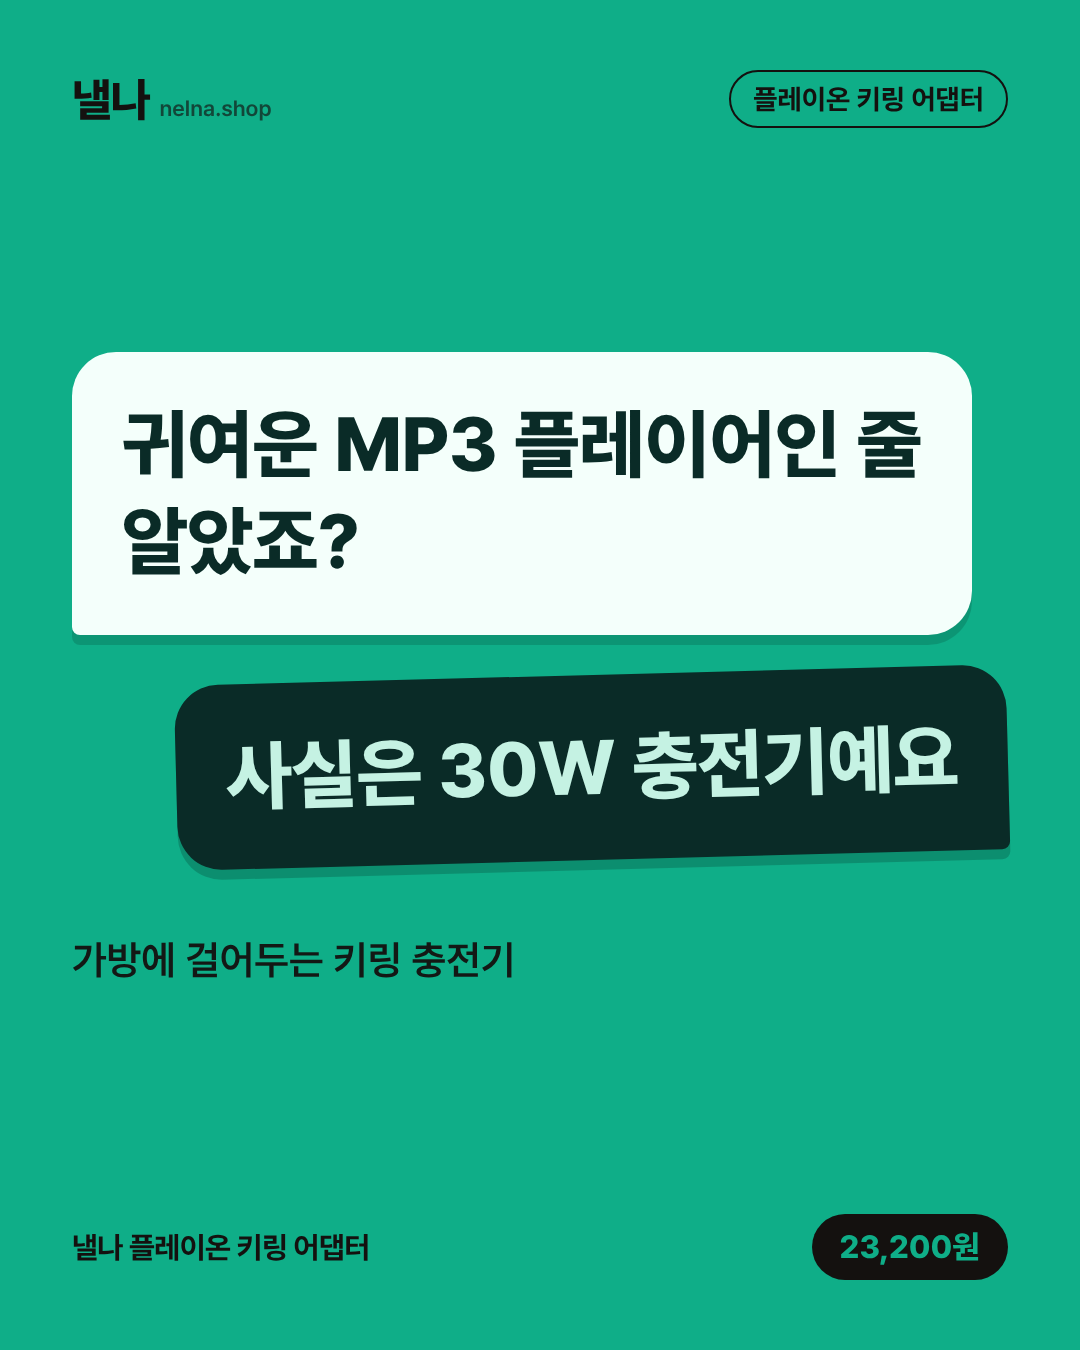 냴나 nelna.shop
플레이온 키링 어댑터
귀여운 MP3 플레이어인 줄
알았죠?
사실은 30W 충전기예요
가방에 걸어두는 키링 충전기
냴나 플레이온 키링 어댑터
23,200원